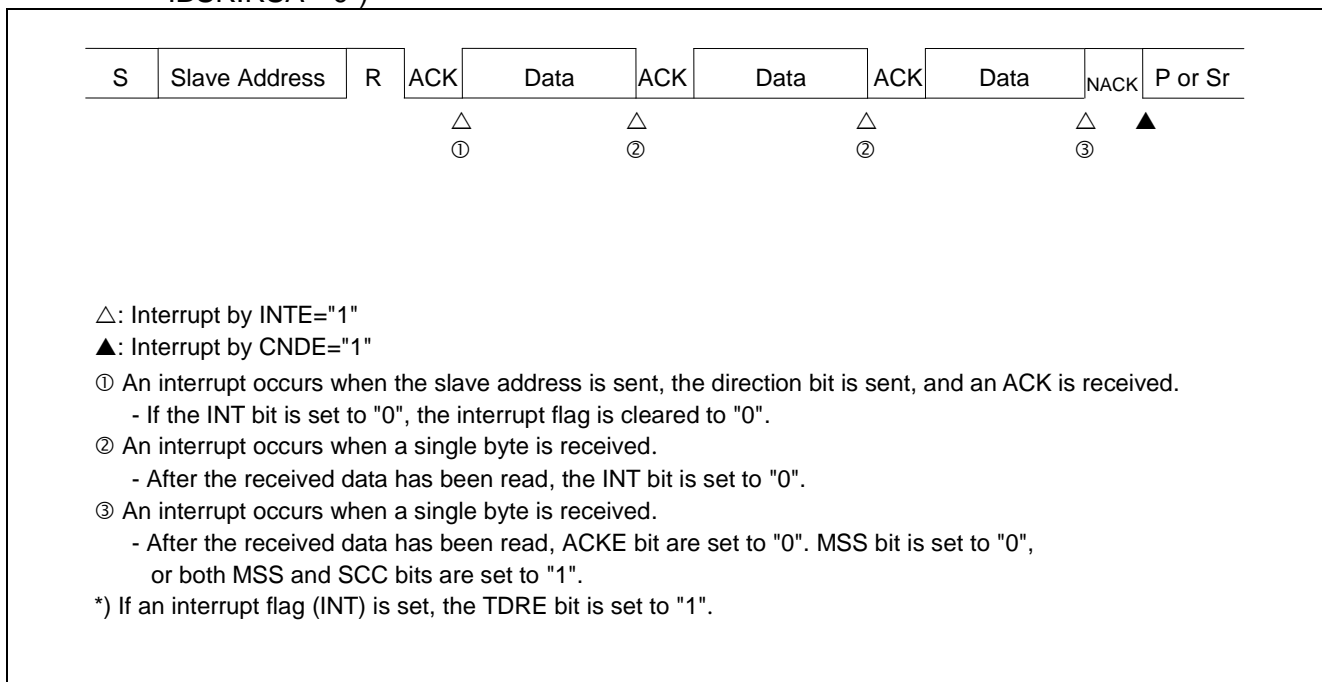 S Slave Address R ACK Data ACK Data ACK Data NACK P or Sr
△ △ △ △ ▲
① ② ② ③
△: Interrupt by INTE="1"
▲: Interrupt by CNDE="1"
① An interrupt occurs when the slave address is sent, the direction bit is sent, and an ACK is received.
- If the INT bit is set to "0", the interrupt flag is cleared to "0".
② An interrupt occurs when a single byte is received.
- After the received data has been read, the INT bit is set to "0".
③ An interrupt occurs when a single byte is received.
- After the received data has been read, ACKE bit are set to "0". MSS bit is set to "0",
or both MSS and SCC bits are set to "1".
*) If an interrupt flag (INT) is set, the TDRE bit is set to "1".